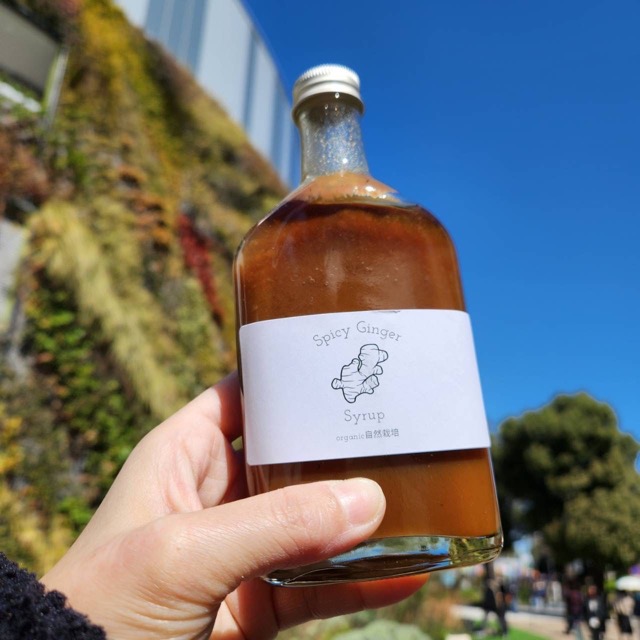 Spicy Ginger
Syrup
organic自然栽培